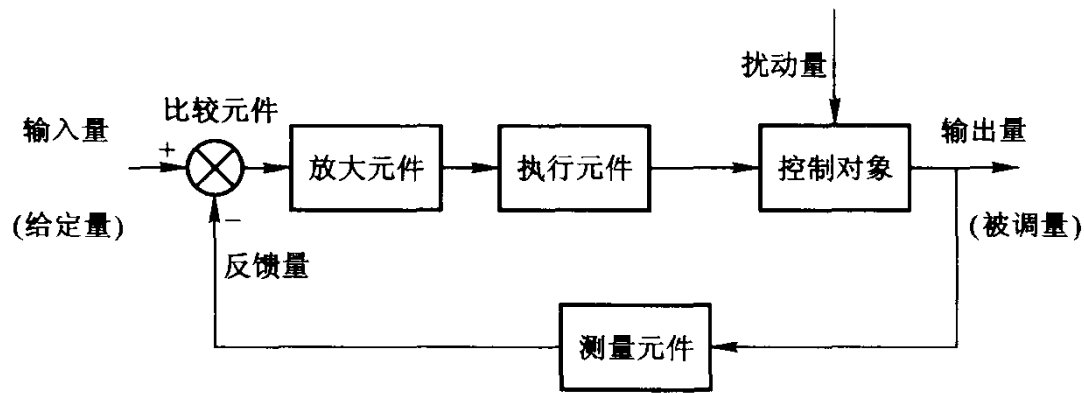 扰动量
比较元件
输入量
输出量
+
放大元件
执行元件
控制对象
(给定量)
−
(被调量)
反馈量
测量元件